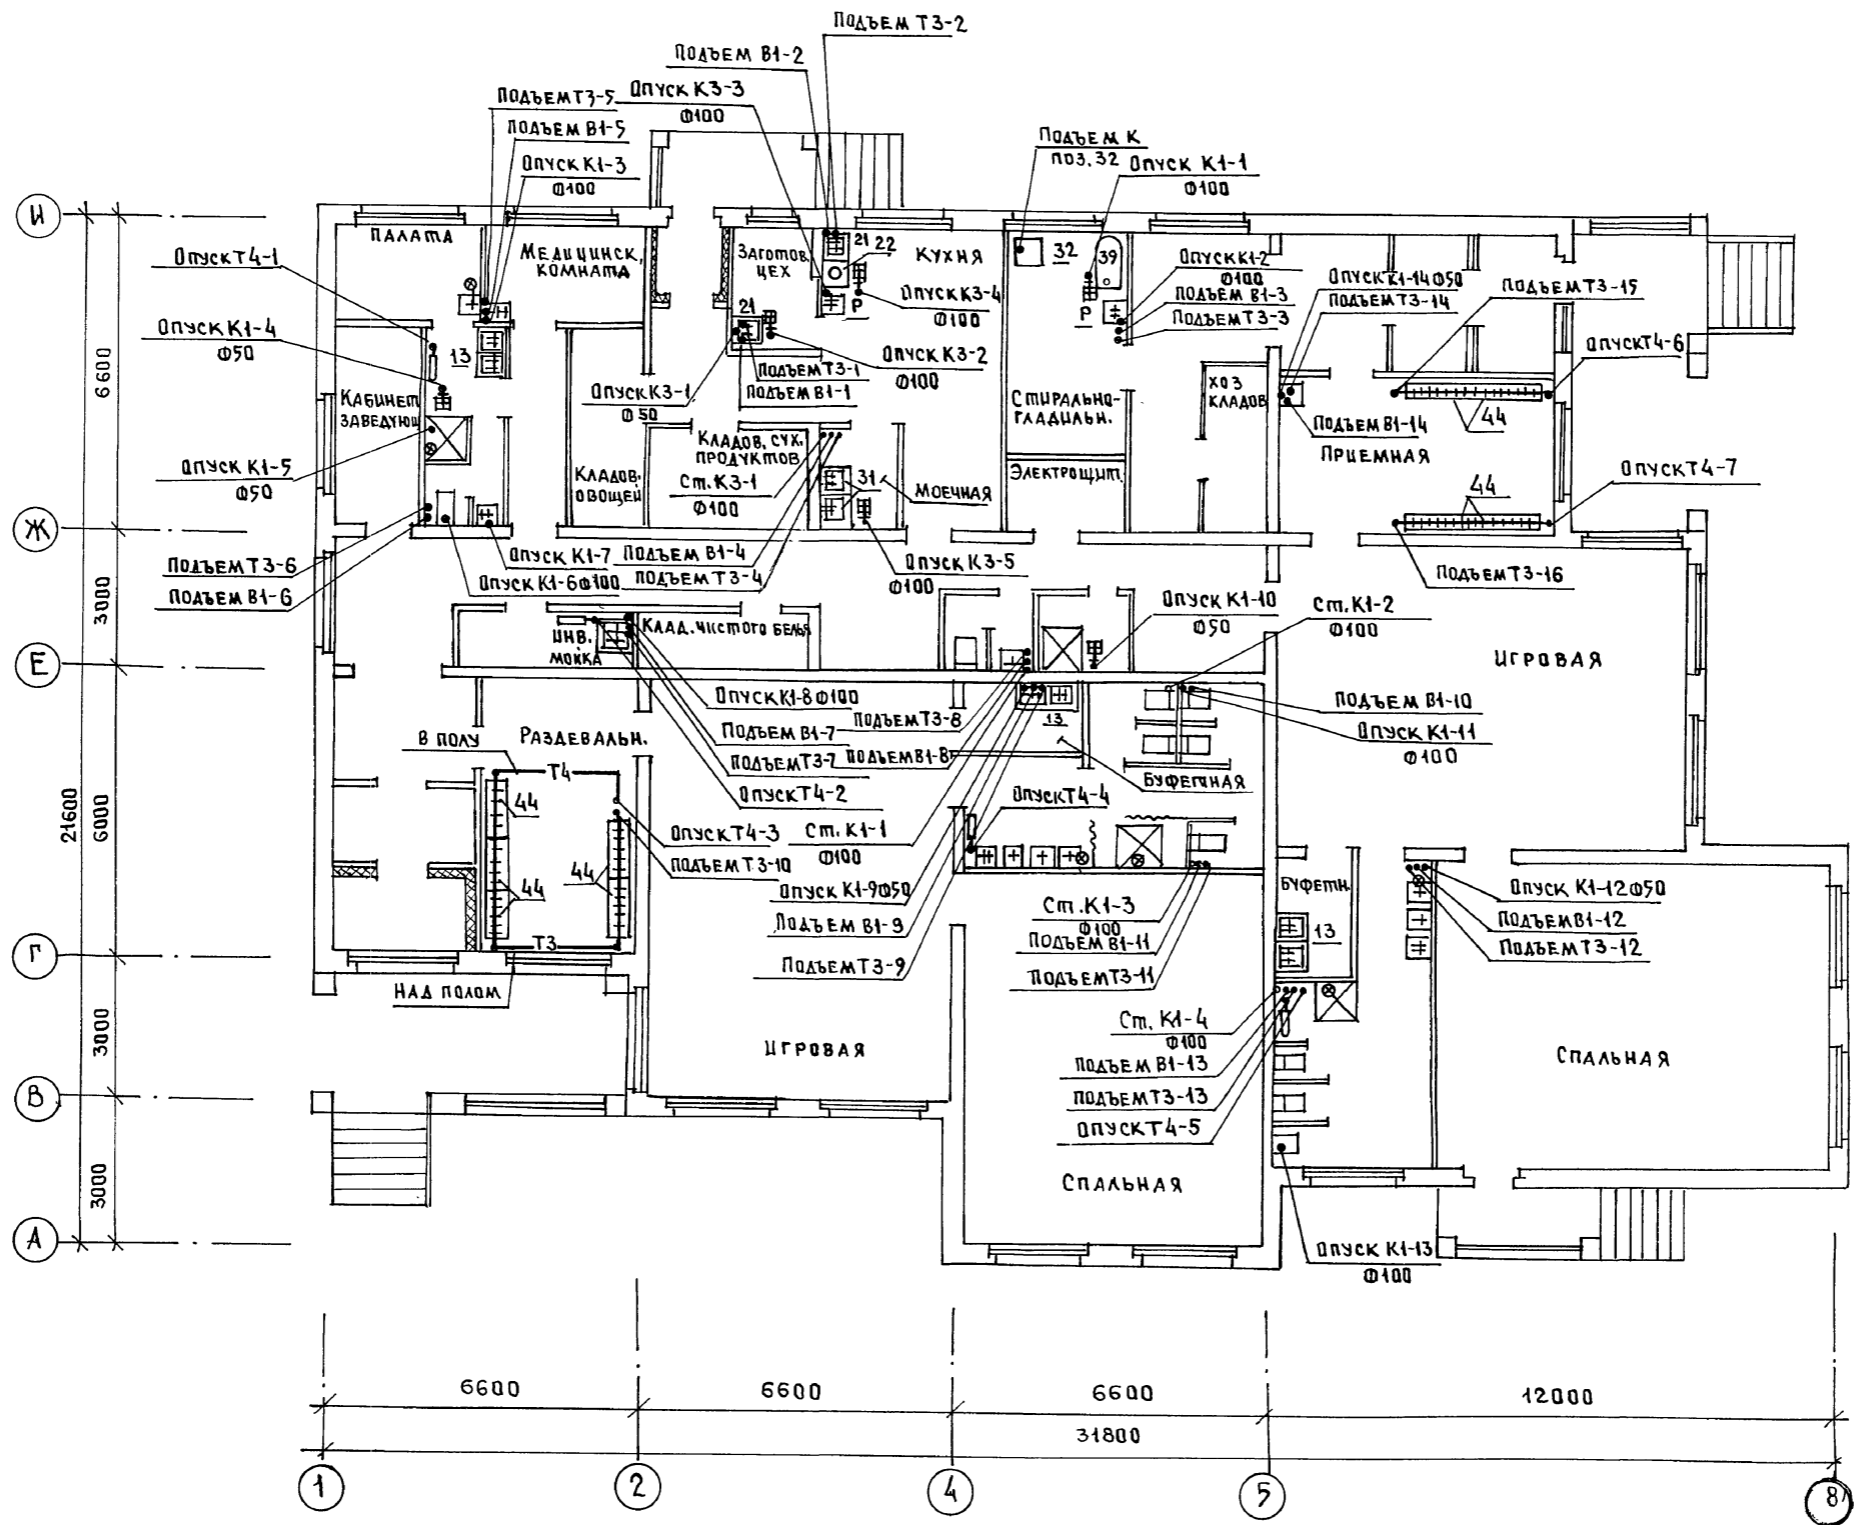 Подъем Т3-2
Подъем В1-2
Опуск К3-3
Ф100
Подъем Т3-5
Подъем В1-5
Опуск К1-3
Ф100
Подъем К
поз. 32
Опуск К1-1
Ф100
И
Палата
Медицинск.
комната
Заготов.
цех
21
22
Кухня
32
39
Опуск Т4-1
Опуск К1-2
Ф100
Подъем В1-3
Подъем Т3-3
Опуск К1-14Ф50
Подъем Т3-14
Подъем Т3-15
Опуск К3-4
Ф100
Р
Р
21
Опуск К1-4
Ф50
13
Опуск К3-2
Ф100
Опуск Т4-6
Подъем Т3-1
Подъем В1-1
Опуск К3-1
Ф50
6600
Кабинет
заведующ
Стирально-
гладильн.
Хоз
кладов
44
Подъем В1-14
Приемная
Кладов. сух.
продуктов
Электрощит.
Опуск К1-5
Ф50
Кладов.
овощей
Ст. К3-1
Ф100
31
Моечная
44
Опуск Т4-7
Ж
Подъем Т3-6
Подъем В1-6
Опуск К1-7
Опуск К1-6Ф100
Подъем В1-4
Подъем Т3-4
Опуск К3-5
Ф100
Подъем Т3-16
3000
Опуск К1-10
Ф50
Ст. К1-2
Ф100
Инв.
мойка
Клад. чистого белья
Е
Игровая
Опуск К1-8Ф100
Подъем Т3-8
Подъем В1-7
Подъем Т3-7
Подъем В1-8
13
Подъем В1-10
Опуск К1-11
Ф100
В полу
Раздевальн.
Т4
44
Опуск Т4-2
Опуск Т4-4
Буфетная
21600
6000
Опуск Т4-3
Подъем Т3-10
Ст. К1-1
Ф100
44
44
Опуск К1-9Ф50
Подъем В1-9
Подъем Т3-9
Ст. К1-3
Ф100
Подъем В1-11
Подъем Т3-11
Буфетн.
13
Опуск К1-12Ф50
Подъем В1-12
Подъем Т3-12
Г
Т3
Над полом
Ст. К1-4
Ф100
Подъем В1-13
Подъем Т3-13
Опуск Т4-5
3000
Игровая
Спальная
В
3000
Спальная
А
Опуск К1-13
Ф100
6600
6600
6600
12000
31800
1
2
4
5
8